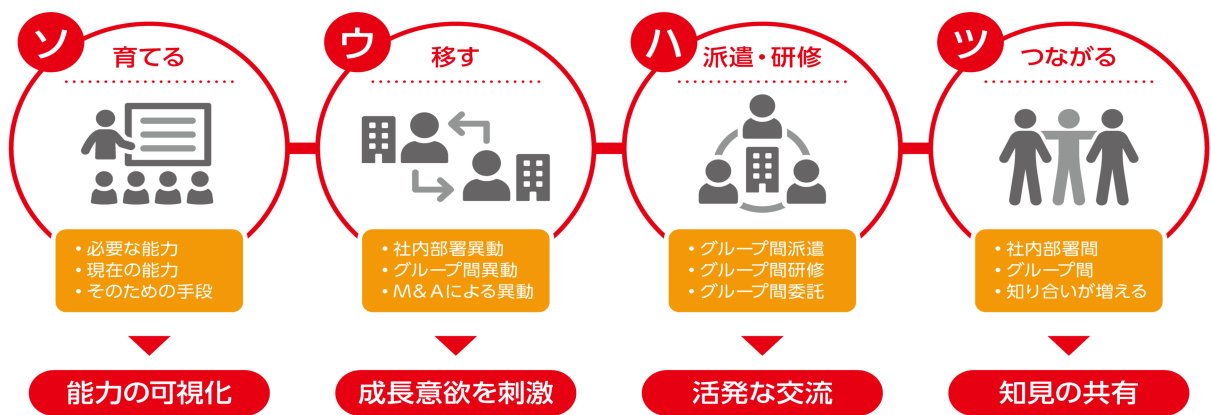 ソ
育てる
・必要な能力
・現在の能力
・そのための手段
能力の可視化
ウ
移す
・社内部署異動
・グループ間異動
・M&Aによる異動
成長意欲を刺激
ハ
派遣・研修
・グループ間派遣
・グループ間研修
・グループ間委託
活発な交流
ツ
つながる
・社内部署間
・グループ間
・知り合いが増える
知見の共有